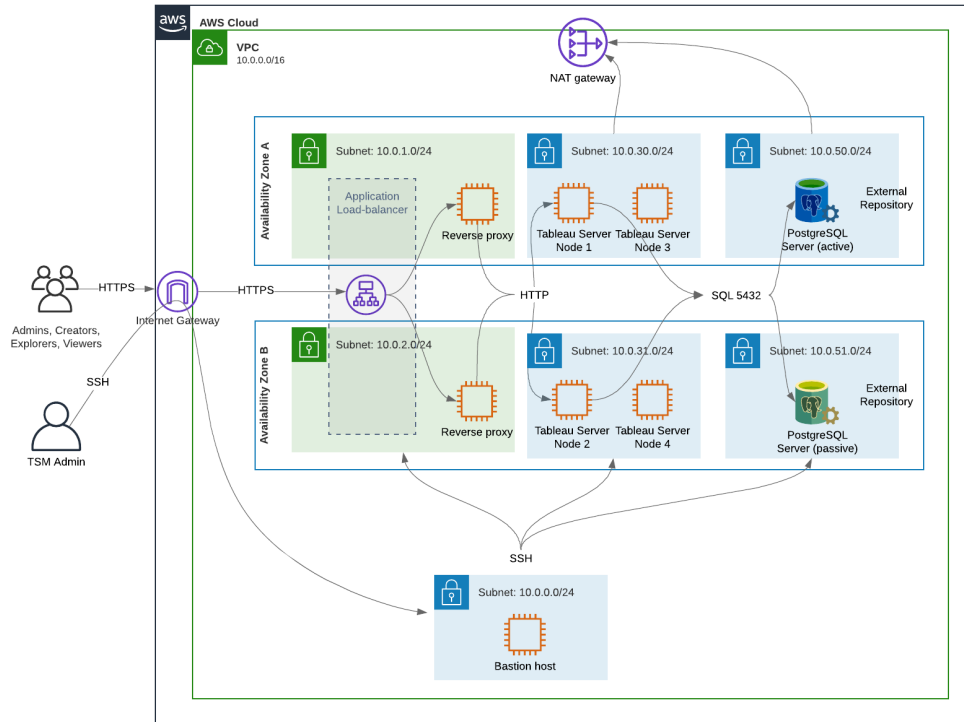 aws
AWS Cloud
VPC
10.0.0.0/16
NAT gateway
Availability Zone A
Subnet: 10.0.1.0/24
Application
Load-balancer
Reverse proxy
Subnet: 10.0.30.0/24
Tableau Server
Node 1
Tableau Server
Node 3
Subnet: 10.0.50.0/24
External
Repository
PostgreSQL
Server (active)
HTTPS
Admins, Creators,
Explorers, Viewers
Internet Gateway
HTTPS
HTTP
SQL 5432
SSH
TSM Admin
Availability Zone B
Subnet: 10.0.2.0/24
Reverse proxy
Subnet: 10.0.31.0/24
Tableau Server
Node 2
Tableau Server
Node 4
Subnet: 10.0.51.0/24
External
Repository
PostgreSQL
Server (passive)
SSH
Subnet: 10.0.0.0/24
Bastion host